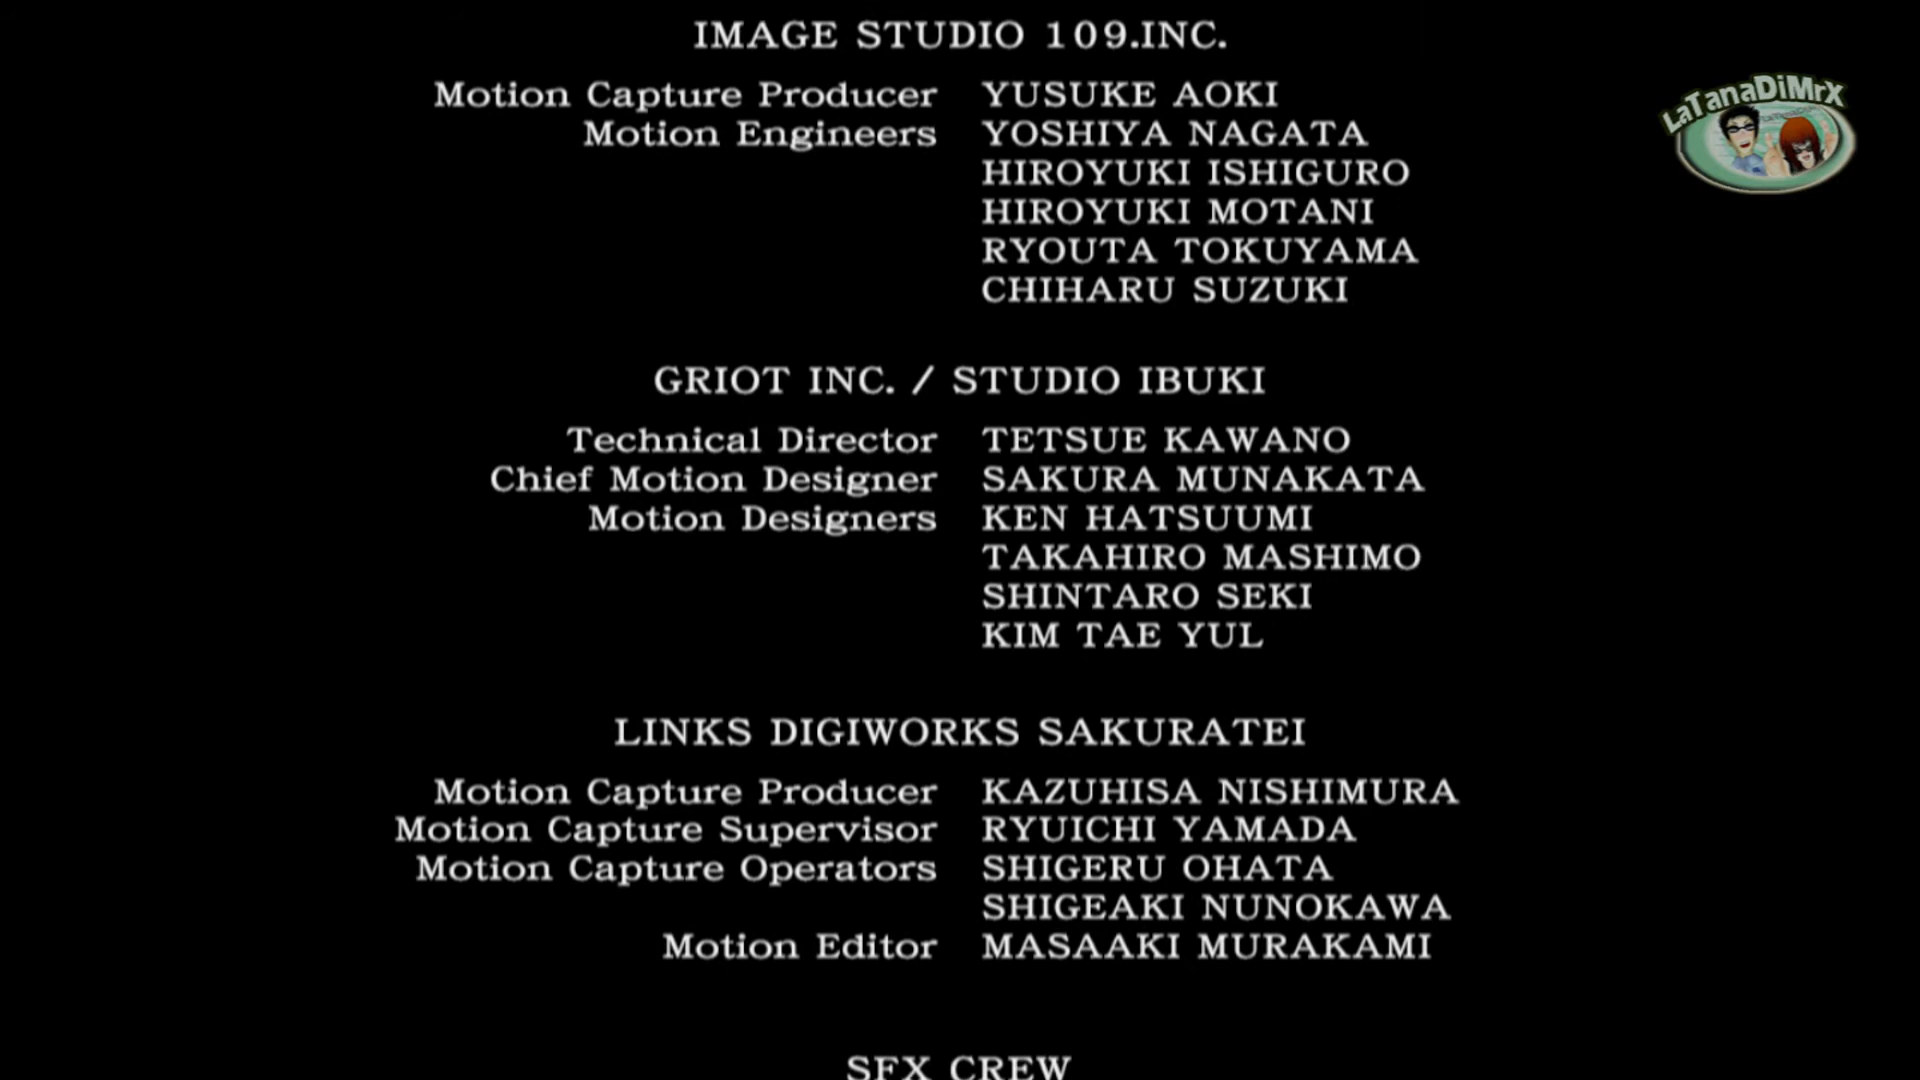 IMAGE STUDIO 109.INC.
Motion Capture Producer YUSUKE AOKI
Motion Engineers YOSHIYA NAGATA
HIROYUKI ISHIGURO
HIROYUKI MOTANI
RYOUTA TOKUYAMA
CHIHARU SUZUKI
GRIOT INC. / STUDIO IBUKI
Technical Director TETSUE KAWANO
Chief Motion Designer SAKURA MUNAKATA
Motion Designers KEN HATSUUMI
TAKAHIRO MASHIMO
SHINTARO SEKI
KIM TAE YUL
LINKS DIGIWORKS SAKURATEI
Motion Capture Producer KAZUHISA NISHIMURA
Motion Capture Supervisor RYUICHI YAMADA
Motion Capture Operators SHIGERU OHATA
SHIGEAKI NUNOKAWA
Motion Editor MASAAKI MURAKAMI
SFX CREW
LaTanaDiMrX